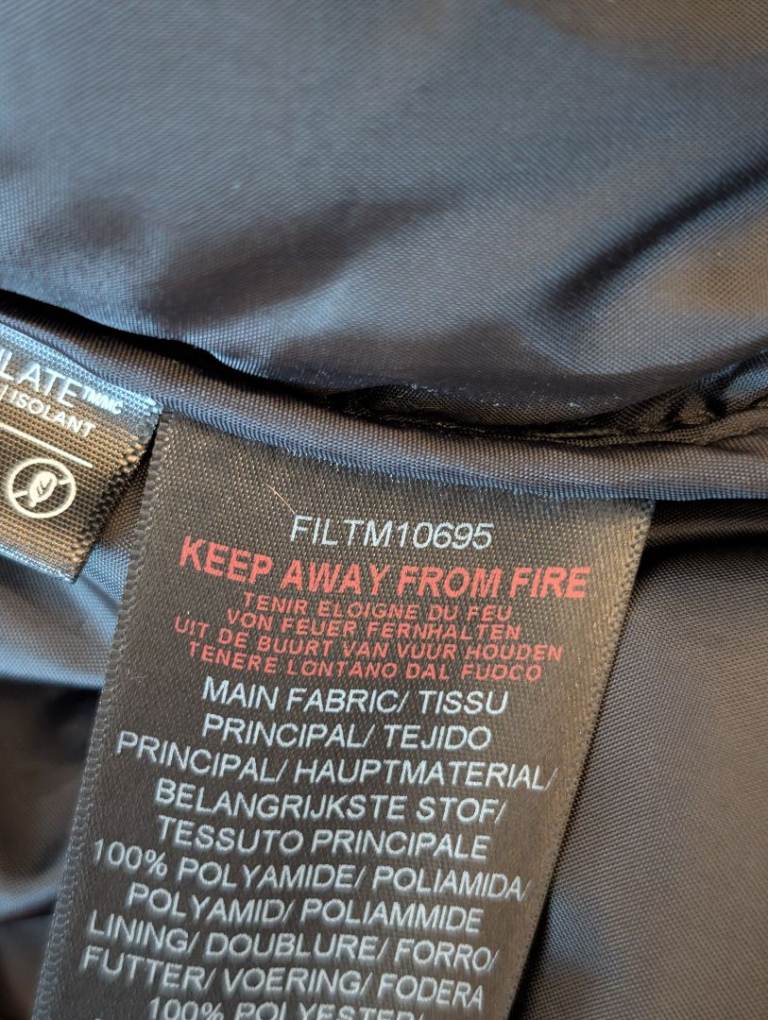 ISOLANT
FILTM10695
KEEP AWAY FROM FIRE
TENIR ELOIGNE DU FEU
VON FEUER FERNHALTEN
UIT DE BUURT VAN VUUR HOUDEN
TENERE LONTANO DAL FUOCO
MAIN FABRIC/ TISSU
PRINCIPAL/ TEJIDO
PRINCIPAL/ HAUPTMATERIAL/
BELANGRIJKSTE STOF/
TESSUTO PRINCIPALE
100% POLYAMIDE/ POLIAMIDA/
POLYAMID/ POLIAMMIDE
LINING/ DOUBLURE/ FORRO/
FUTTER/ VOERING/ FODERA
100% POLYESTER/